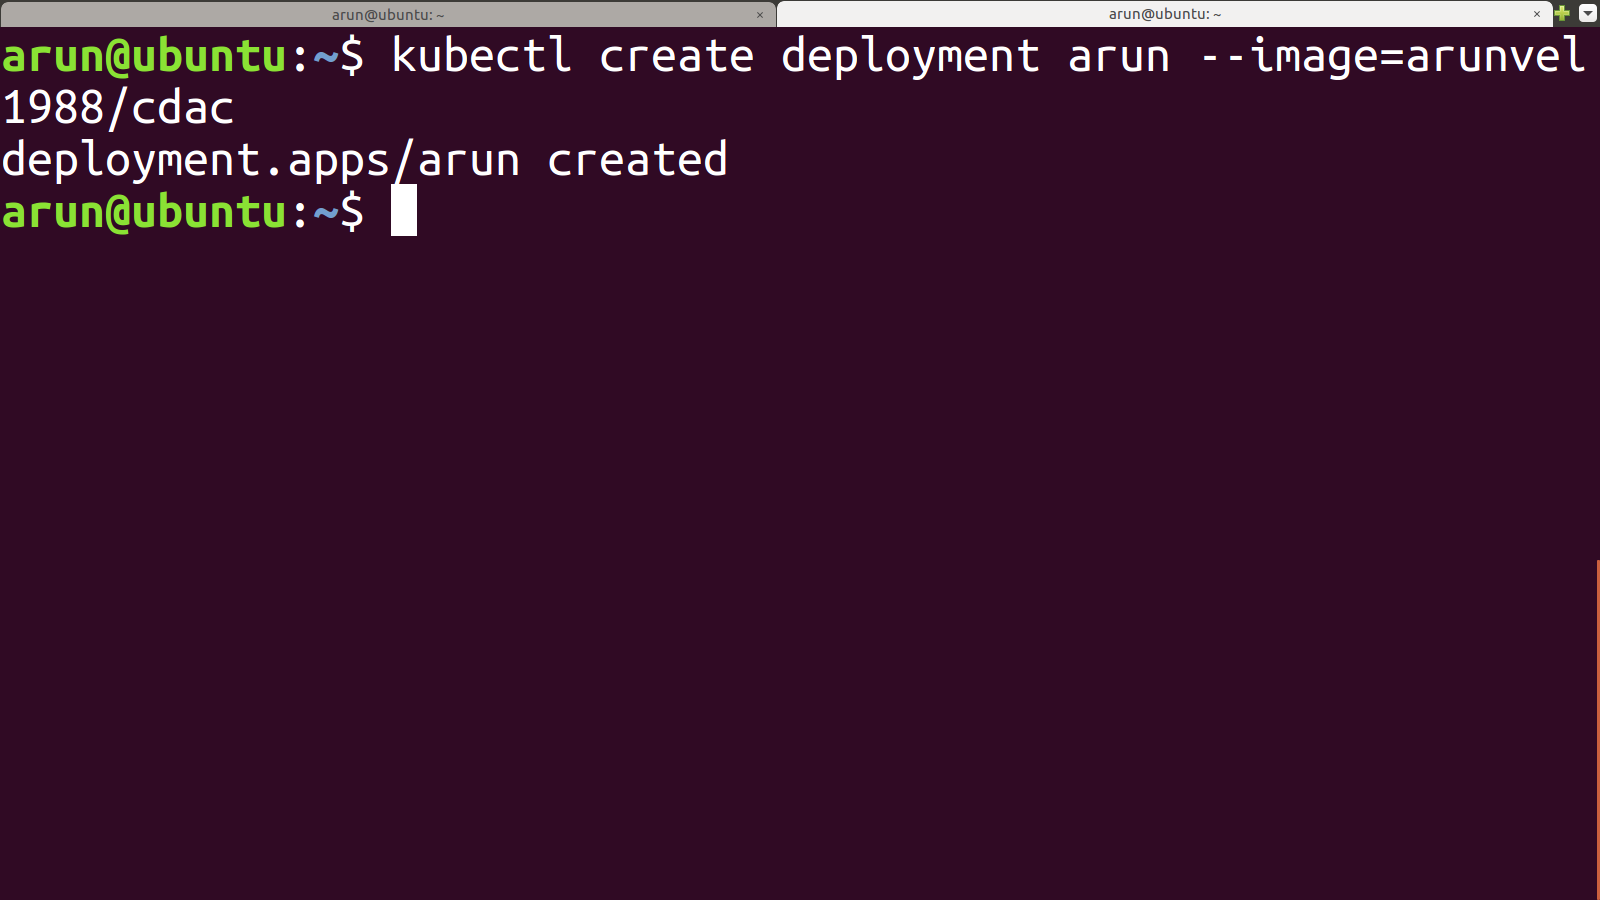 arun@ubuntu: ~ × arun@ubuntu: ~ ×
arun@ubuntu:~$ kubectl create deployment arun --image=arunvel
1988/cdac
deployment.apps/arun created
arun@ubuntu:~$